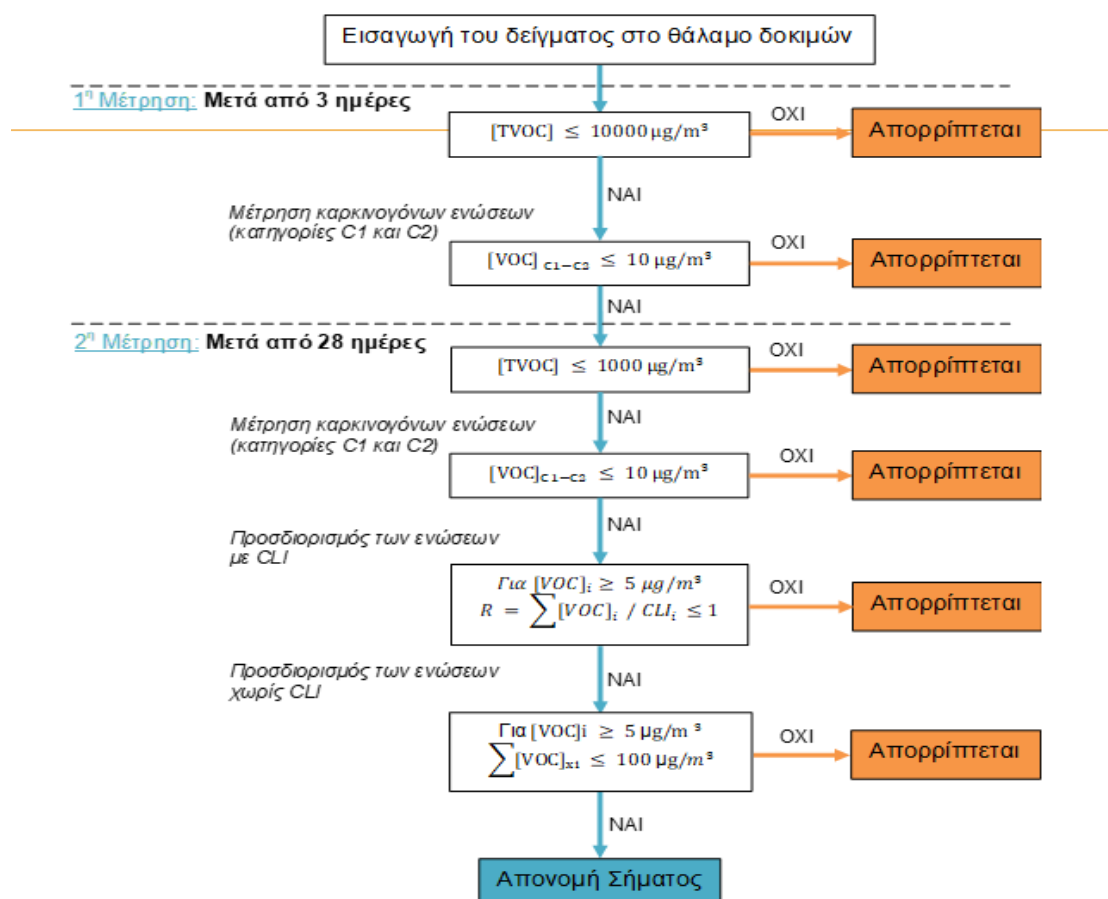 Εισαγωγή του δείγματος στο θάλαμο δοκιμών
1η Μέτρηση: Μετά από 3 ημέρες
[TVOC] ≤ 10000 μg/m³
ΟΧΙ
Απορρίπτεται
ΝΑΙ
Μέτρηση καρκινογόνων ενώσεων
(κατηγορίες C1 και C2)
[VOC] C1−C2 ≤ 10 μg/m³
ΟΧΙ
Απορρίπτεται
ΝΑΙ
2η Μέτρηση: Μετά από 28 ημέρες
[TVOC] ≤ 1000 μg/m³
ΟΧΙ
Απορρίπτεται
ΝΑΙ
Μέτρηση καρκινογόνων ενώσεων
(κατηγορίες C1 και C2)
[VOC]C1−C2 ≤ 10 μg/m³
ΟΧΙ
Απορρίπτεται
ΝΑΙ
Προσδιορισμός των ενώσεων
με CLI
Για [VOC]i ≥ 5 μg/m³
R = ∑[VOC]i / CLIi ≤ 1
ΟΧΙ
Απορρίπτεται
ΝΑΙ
Προσδιορισμός των ενώσεων
χωρίς CLI
Για [VOC]i ≥ 5 μg/m ³
∑[VOC]xi ≤ 100 μg/m³
ΟΧΙ
Απορρίπτεται
ΝΑΙ
Απονομή Σήματος